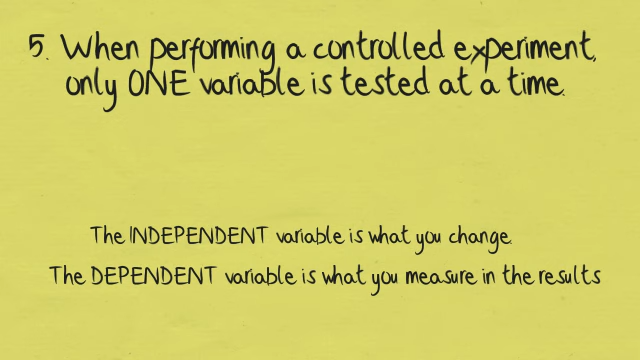 5. When performing a controlled experiment,
only ONE variable is tested at a time.
The INDEPENDENT variable is what you change.
The DEPENDENT variable is what you measure in the results